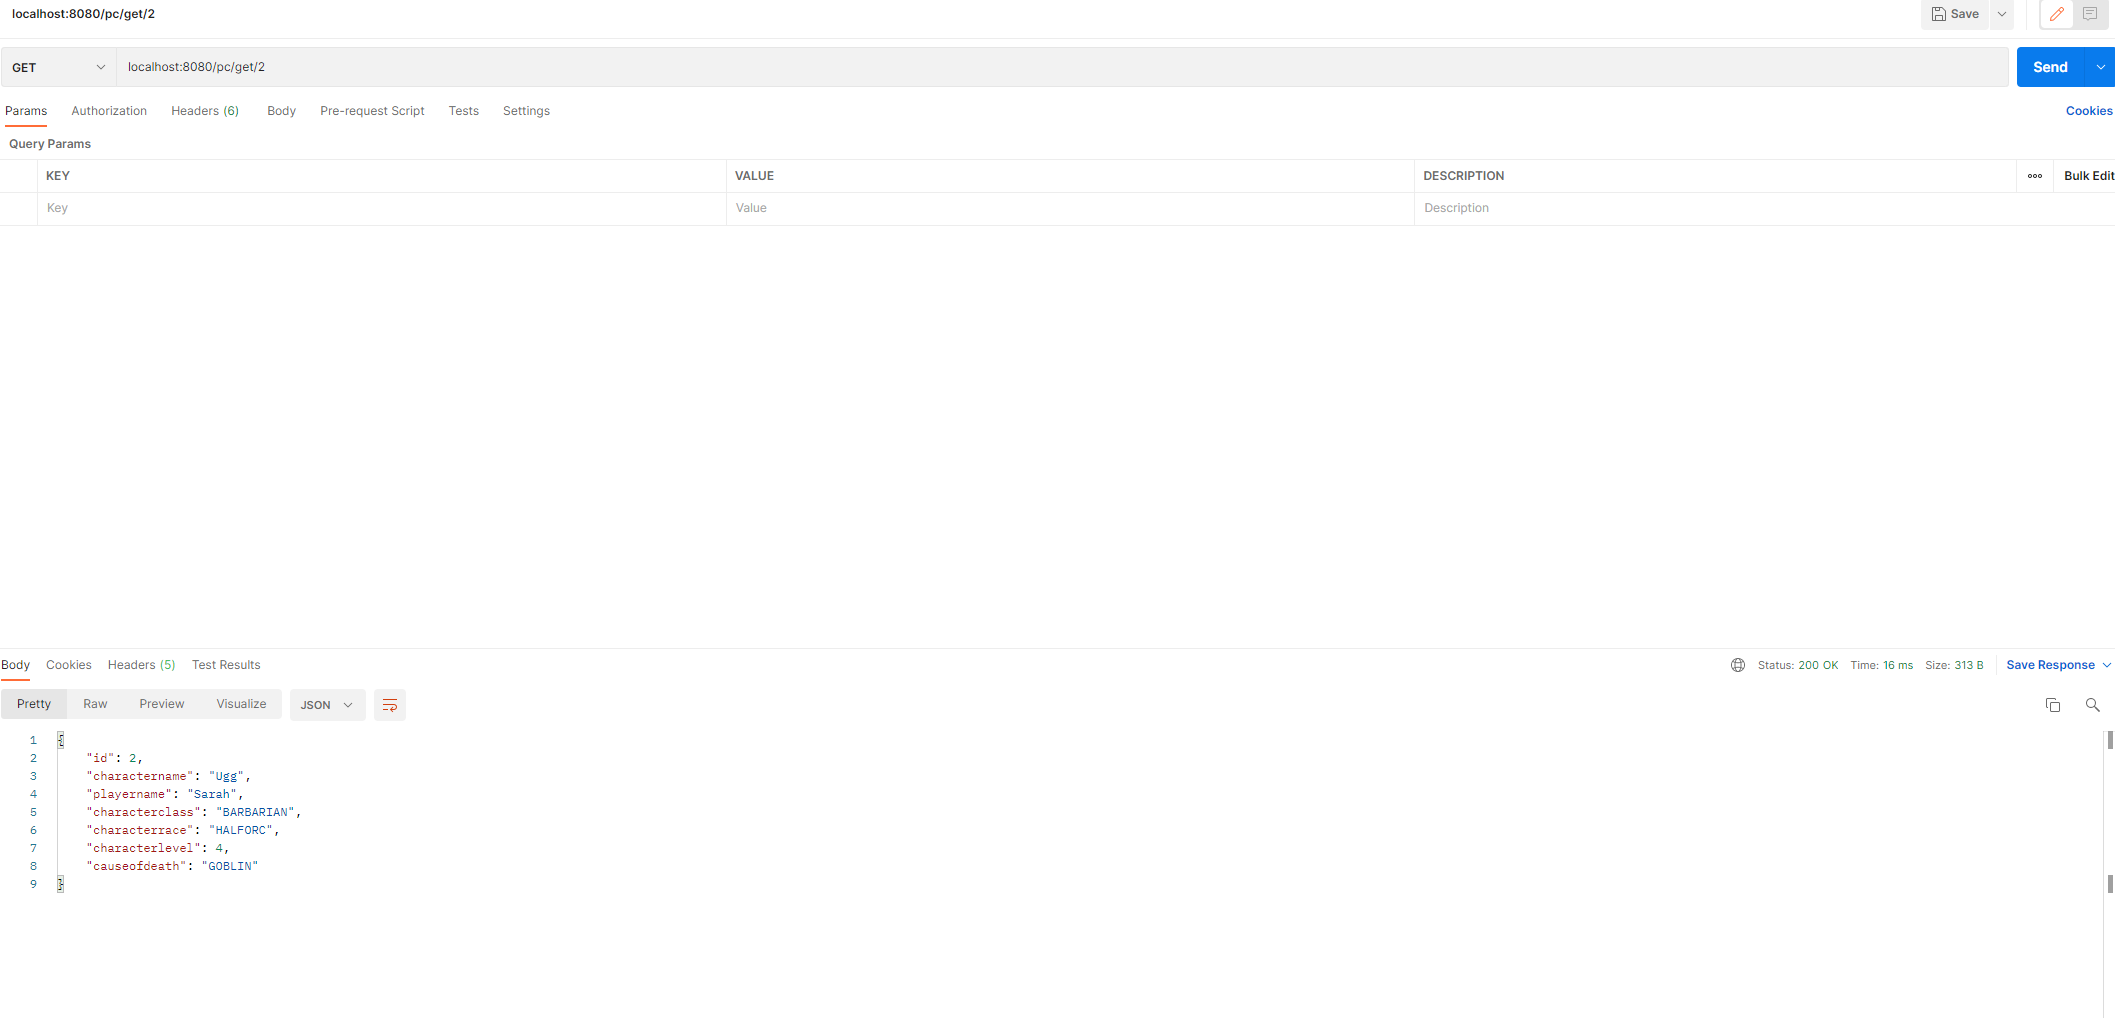 localhost:8080/pc/get/2
Save
GET localhost:8080/pc/get/2 Send
Params Authorization Headers (6) Body Pre-request Script Tests Settings Cookies
Query Params
KEY VALUE DESCRIPTION Bulk Edit
Key Value Description
Body Cookies Headers (5) Test Results Status: 200 OK Time: 16 ms Size: 313 B Save Response
Pretty Raw Preview Visualize JSON
1 {
2 "id": 2,
3 "charactername": "Ugg",
4 "playername": "Sarah",
5 "characterclass": "BARBARIAN",
6 "characterrace": "HALFORC",
7 "characterlevel": 4,
8 "causeofdeath": "GOBLIN"
9 }